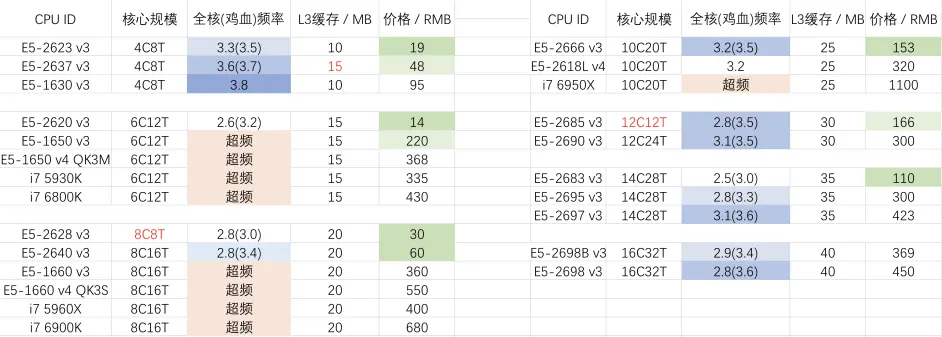 CPU ID 核心规模 全核(鸡血)频率 L3缓存 / MB 价格 / RMB CPU ID 核心规模 全核(鸡血)频率 L3缓存 / MB 价格 / RMB
E5-2623 v3 4C8T 3.3(3.5) 10 19 E5-2666 v3 10C20T 3.2(3.5) 25 153
E5-2637 v3 4C8T 3.6(3.7) 15 48 E5-2618L v4 10C20T 3.2 25 320
E5-1630 v3 4C8T 3.8 10 95 i7 6950X 10C20T 超频 25 1100
E5-2620 v3 6C12T 2.6(3.2) 15 14 E5-2685 v3 12C12T 2.8(3.5) 30 166
E5-1650 v3 6C12T 超频 15 220 E5-2690 v3 12C24T 3.1(3.5) 30 300
E5-1650 v4 QK3M 6C12T 超频 15 368
i7 5930K 6C12T 超频 15 335 E5-2683 v3 14C28T 2.5(3.0) 35 110
i7 6800K 6C12T 超频 15 430 E5-2695 v3 14C28T 2.8(3.3) 35 300
E5-2697 v3 14C28T 3.1(3.6) 35 423
E5-2628 v3 8C8T 2.8(3.0) 20 30
E5-2640 v3 8C16T 2.8(3.4) 20 60 E5-2698B v3 16C32T 2.9(3.4) 40 369
E5-1660 v3 8C16T 超频 20 360 E5-2698 v3 16C32T 2.8(3.6) 40 450
E5-1660 v4 QK3S 8C16T 超频 20 550
i7 5960X 8C16T 超频 20 400
i7 6900K 8C16T 超频 20 680